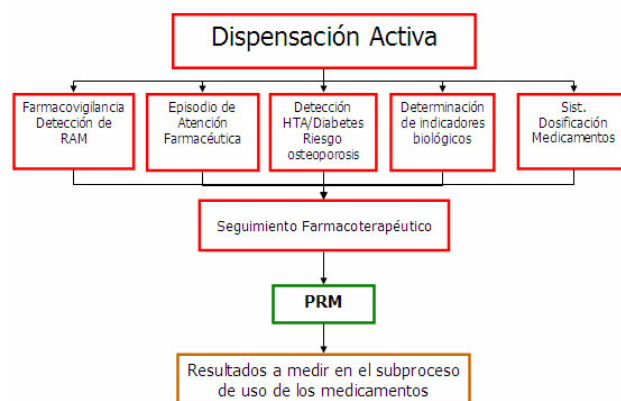 Dispensación Activa
Farmacovigilancia
Detección de
RAM
Episodio de
Atención
Farmacéutica
Detección
HTA/Diabetes
Riesgo
osteoporosis
Determinación
de indicadores
biológicos
Sist.
Dosificación
Medicamentos
Seguimiento Farmacoterapéutico
PRM
Resultados a medir en el subproceso
de uso de los medicamentos